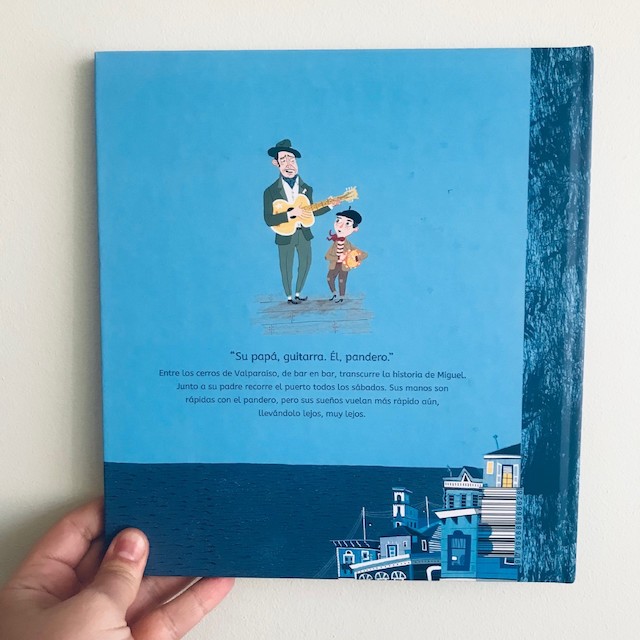 "Su papá, guitarra. Él, pandero."
Entre los cerros de Valparaíso, de bar en bar, transcurre la historia de Miguel.
Junto a su padre recorre el puerto todos los sábados. Sus manos son
rápidas con el pandero, pero sus sueños vuelan más rápido aún,
llevándolo lejos, muy lejos.